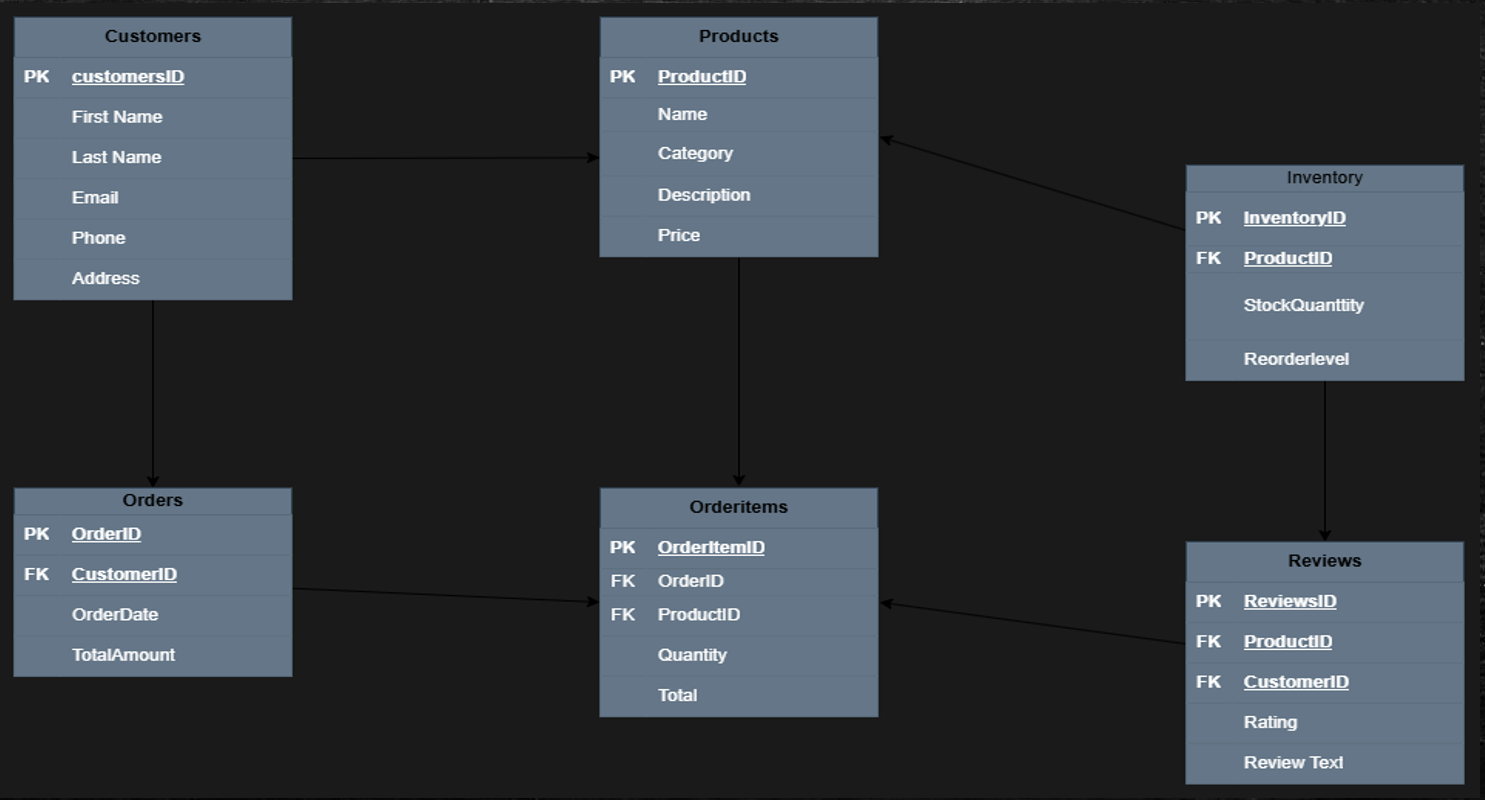 Customers
PK customersID
First Name
Last Name
Email
Phone
Address
Products
PK ProductID
Name
Category
Description
Price
Inventory
PK InventoryID
FK ProductID
StockQuanttity
Reorderlevel
Orders
PK OrderID
FK CustomerID
OrderDate
TotalAmount
Orderitems
PK OrderItemID
FK OrderID
FK ProductID
Quantity
Total
Reviews
PK ReviewsID
FK ProductID
FK CustomerID
Rating
Review Text